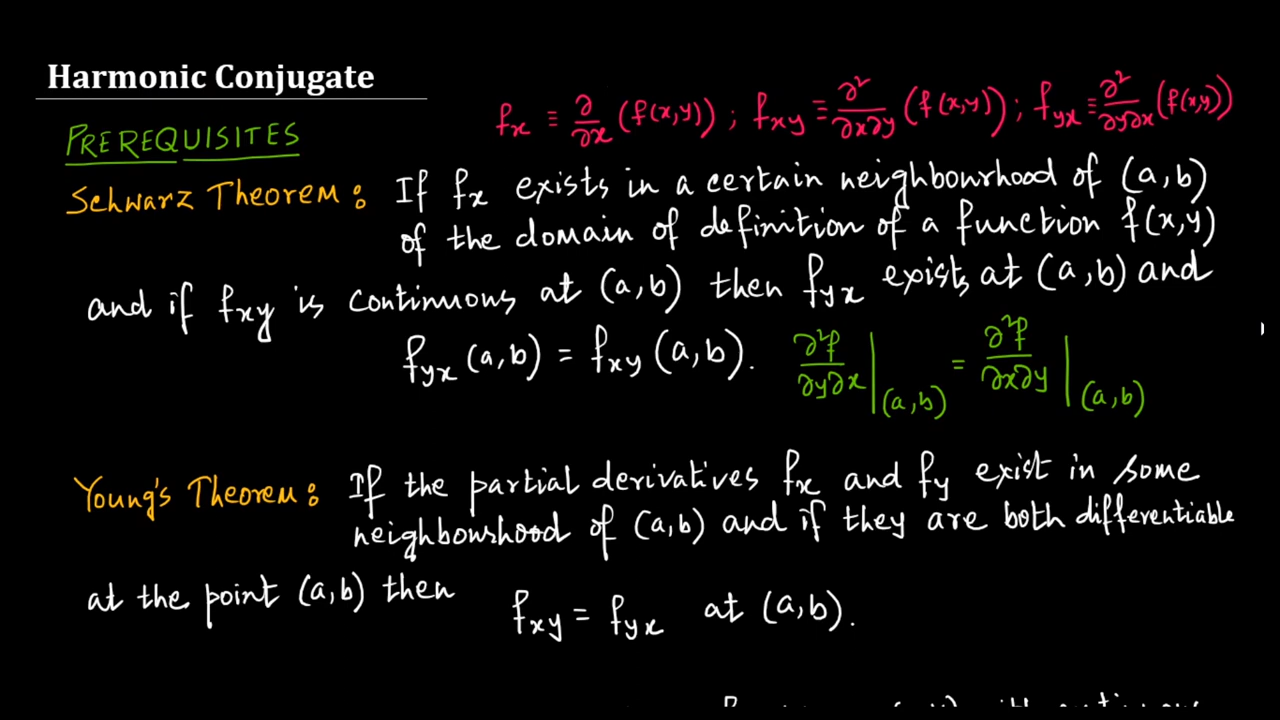 Harmonic Conjugate
fx ≡ ∂/∂x (f(x,y)) ; fxy ≡ ∂²/∂x∂y (f(x,y)) ; fyx ≡ ∂²/∂y∂x (f(x,y))
PREREQUISITES
Schwarz Theorem : If fx exists in a certain neighbourhood of (a,b)
of the domain of definition of a function f(x,y)
and if fxy is continuous at (a,b) then fyx exists at (a,b) and
fyx (a,b) = fxy (a,b). ∂²f/∂y∂x |(a,b) = ∂²f/∂x∂y |(a,b)
Young's Theorem : If the partial derivatives fx and fy exist in some
neighbourhood of (a,b) and if they are both differentiable
at the point (a,b) then
fxy = fyx at (a,b).